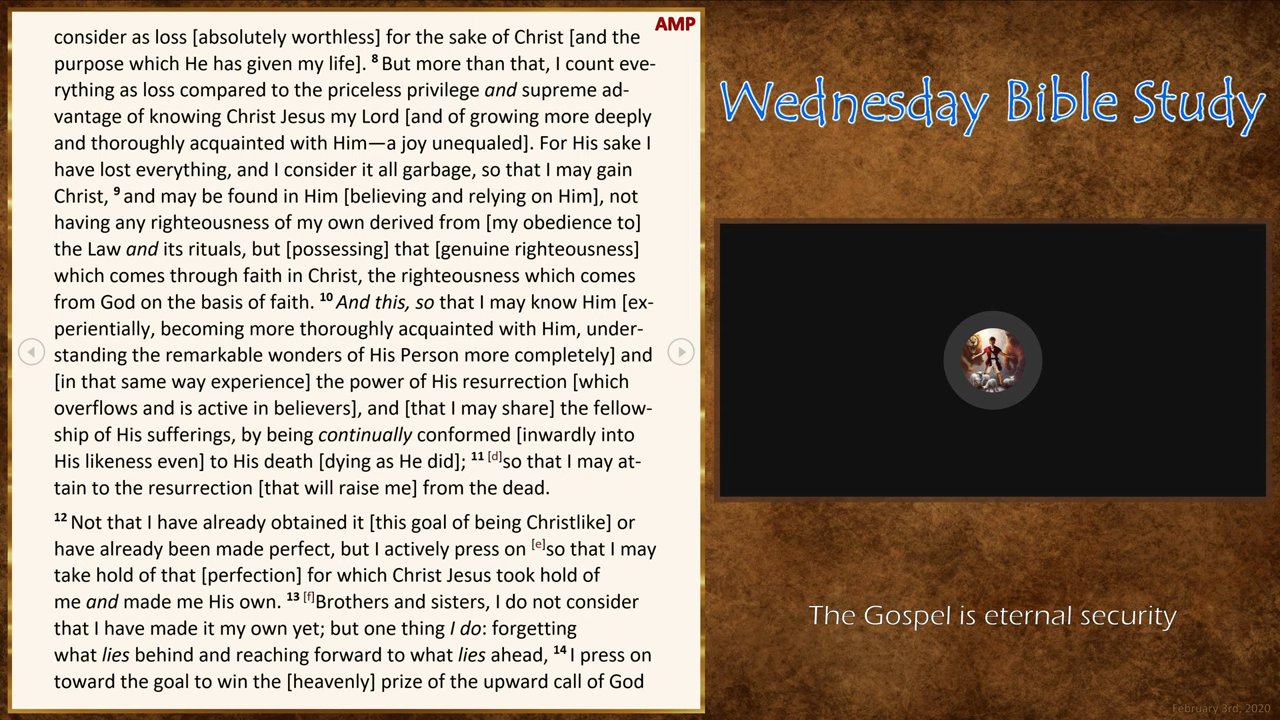 AMP
consider as loss [absolutely worthless] for the sake of Christ [and the
purpose which He has given my life]. 8 But more than that, I count eve-
rything as loss compared to the priceless privilege and supreme ad-
vantage of knowing Christ Jesus my Lord [and of growing more deeply
and thoroughly acquainted with Him—a joy unequaled]. For His sake I
have lost everything, and I consider it all garbage, so that I may gain
Christ, 9 and may be found in Him [believing and relying on Him], not
having any righteousness of my own derived from [my obedience to]
the Law and its rituals, but [possessing] that [genuine righteousness]
which comes through faith in Christ, the righteousness which comes
from God on the basis of faith. 10 And this, so that I may know Him [ex-
perientially, becoming more thoroughly acquainted with Him, under-
standing the remarkable wonders of His Person more completely] and
[in that same way experience] the power of His resurrection [which
overflows and is active in believers], and [that I may share] the fellow-
ship of His sufferings, by being continually conformed [inwardly into
His likeness even] to His death [dying as He did]; 11 [d]so that I may at-
tain to the resurrection [that will raise me] from the dead.
12 Not that I have already obtained it [this goal of being Christlike] or
have already been made perfect, but I actively press on [e]so that I may
take hold of that [perfection] for which Christ Jesus took hold of
me and made me His own. 13 [f]Brothers and sisters, I do not consider
that I have made it my own yet; but one thing I do: forgetting
what lies behind and reaching forward to what lies ahead, 14 I press on
toward the goal to win the [heavenly] prize of the upward call of God
Wednesday Bible Study
The Gospel is eternal security
February 3rd, 2020